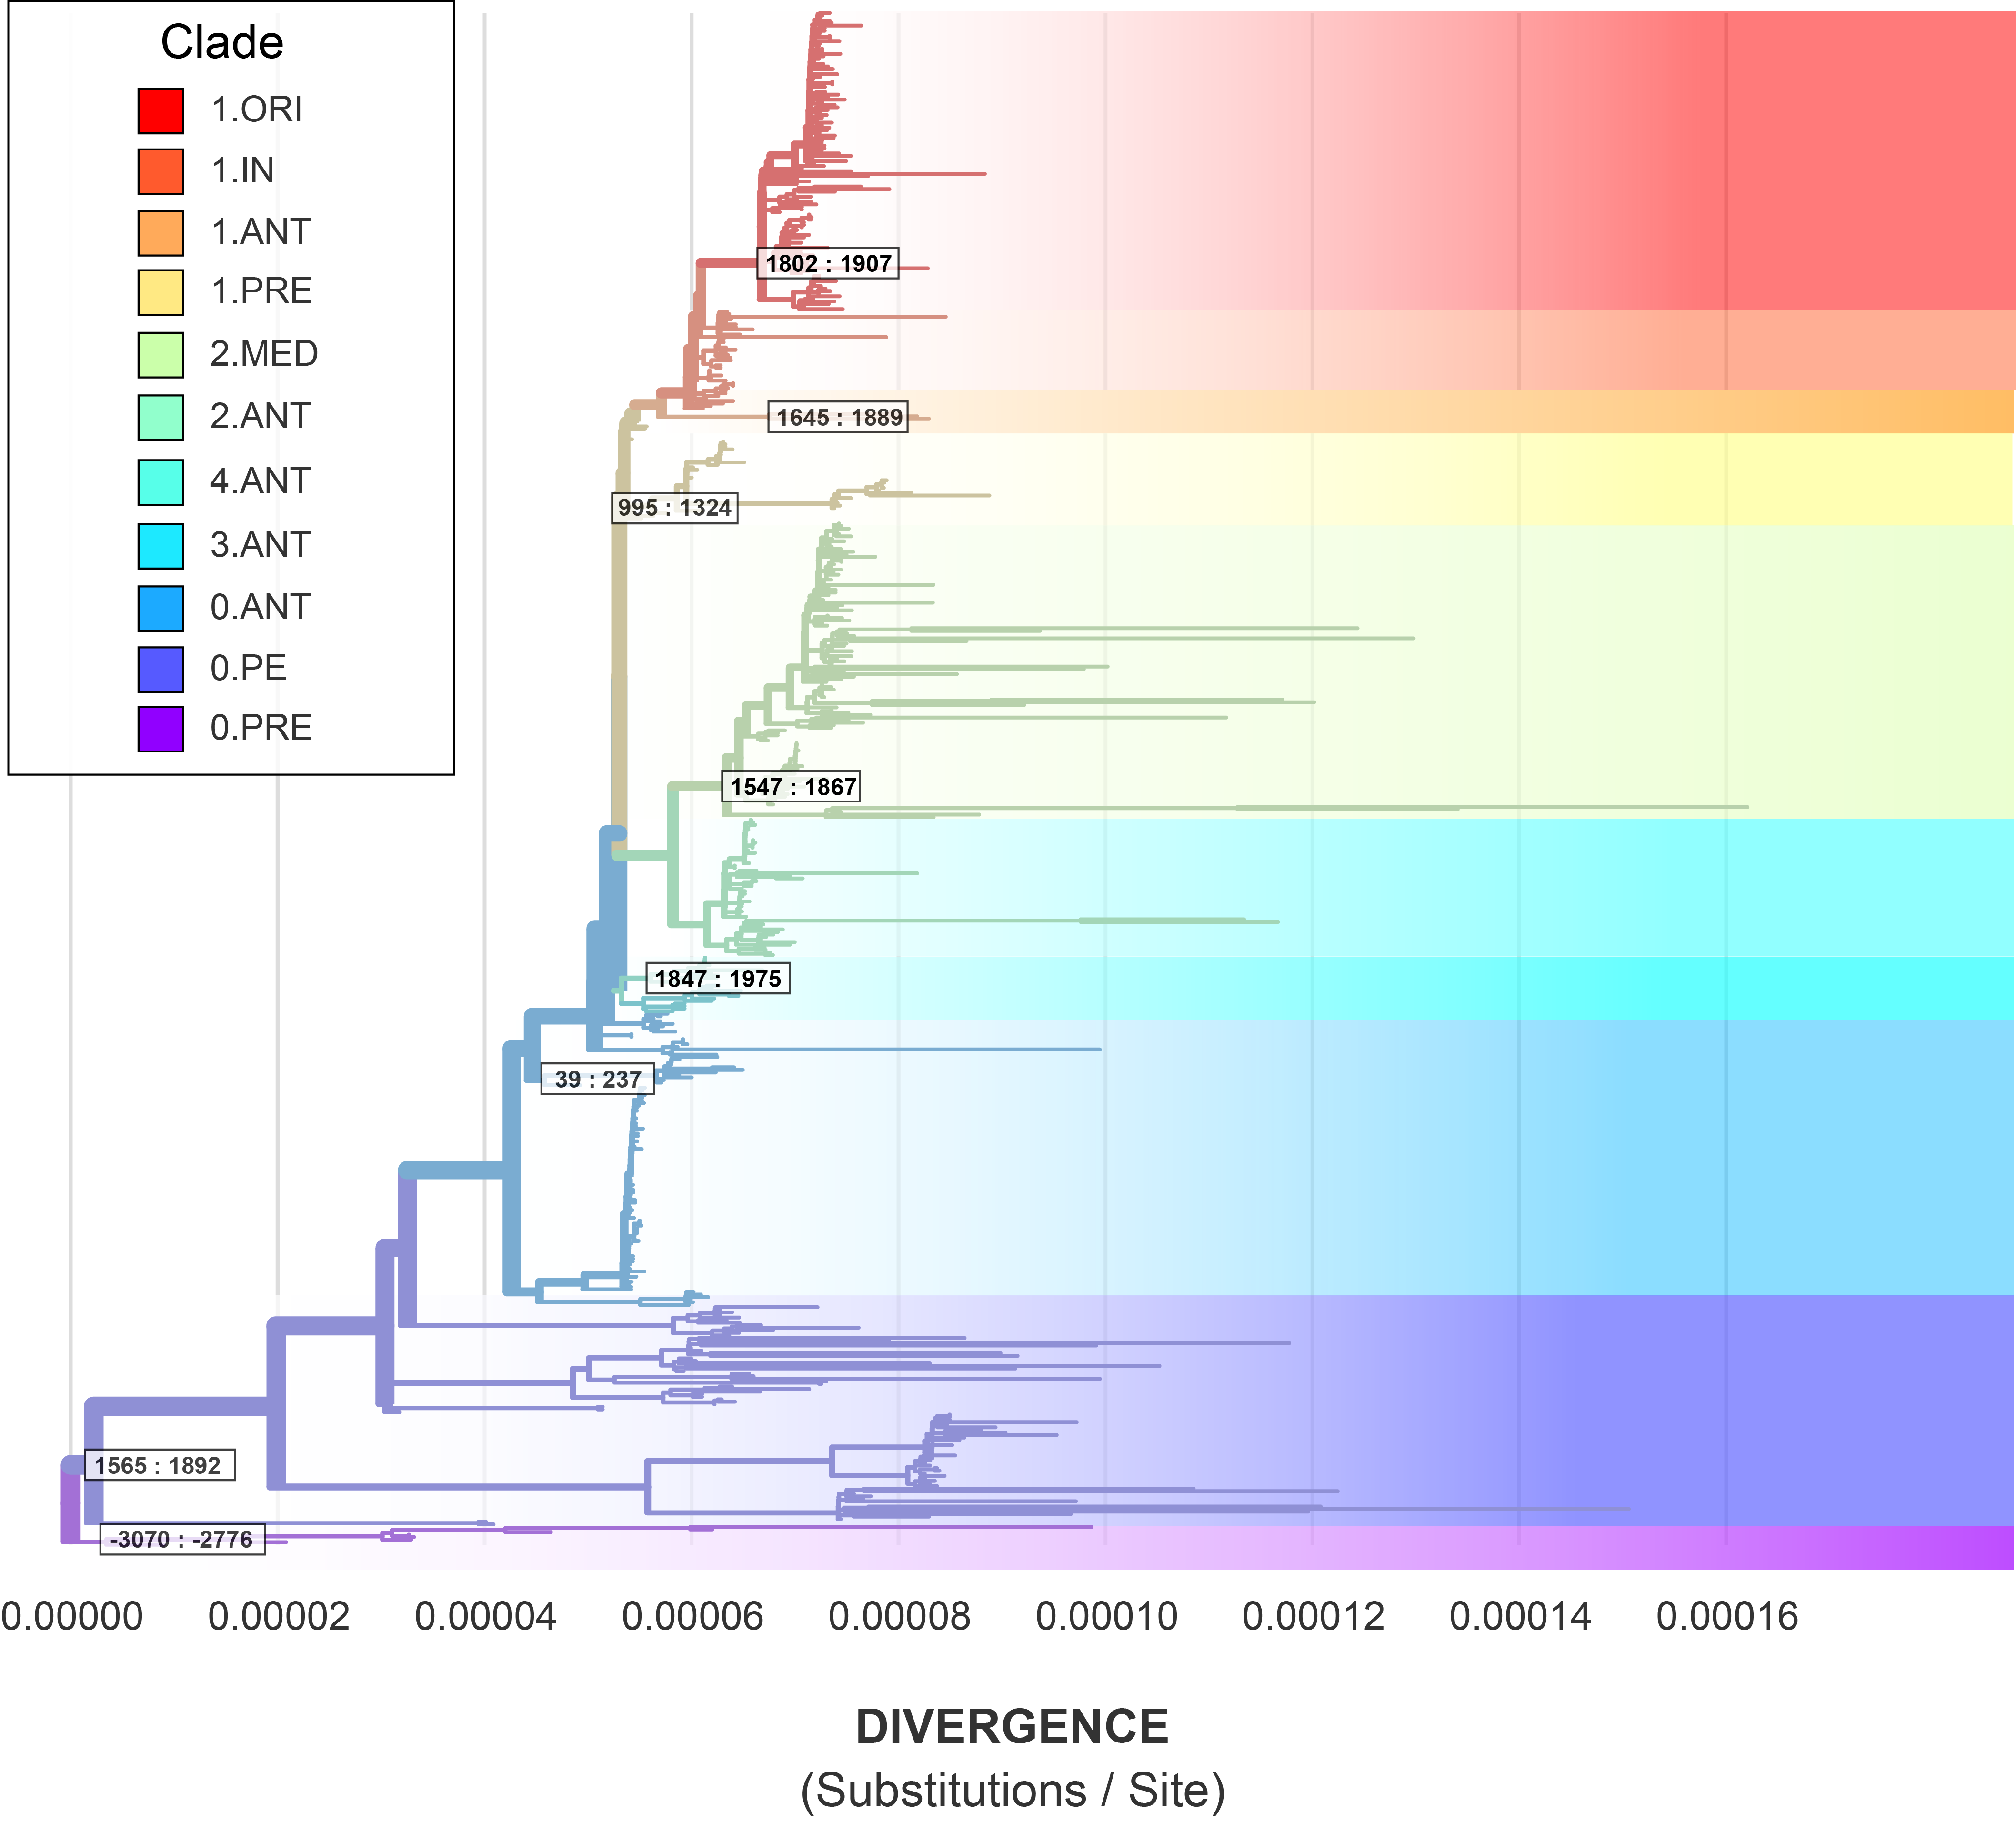 Clade
1.ORI
1.IN
1.ANT
1.PRE
2.MED
2.ANT
4.ANT
3.ANT
0.ANT
0.PE
0.PRE
1802 : 1907
1645 : 1889
995 : 1324
1547 : 1867
1847 : 1975
39 : 237
1565 : 1892
-3070 : -2776
0.00000 0.00002 0.00004 0.00006 0.00008 0.00010 0.00012 0.00014 0.00016
DIVERGENCE
(Substitutions / Site)